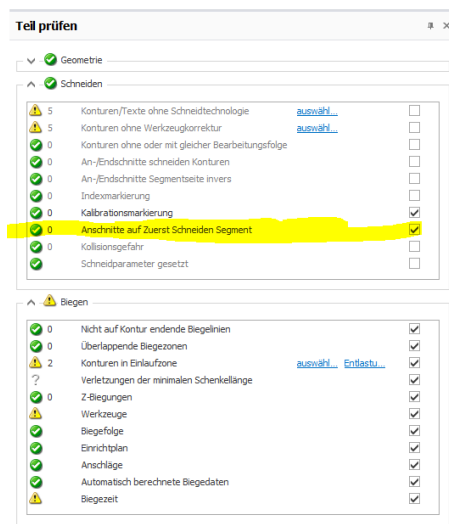 Teil prüfen
Geometrie
Schneiden
5 Konturen/Texte ohne Schneidtechnologie auswähl...
5 Konturen ohne Werkzeugkorrektur auswähl...
0 Konturen ohne oder mit gleicher Bearbeitungsfolge
0 An-/Endschnitte schneiden Konturen
0 An-/Endschnitte Segmentseite invers
0 Indexmarkierung
0 Kalibrationsmarkierung
0 Anschnitte auf Zuerst Schneiden Segment
0 Kollisionsgefahr
Schneidparameter gesetzt
Biegen
0 Nicht auf Kontur endende Biegelinien
0 Überlappende Biegezonen
2 Konturen in Einlaufzone auswähl... Entlastu...
? Verletzungen der minimalen Schenkellänge
0 Z-Biegungen
Werkzeuge
Biegefolge
Einrichtplan
Anschläge
Automatisch berechnete Biegedaten
Biegezeit